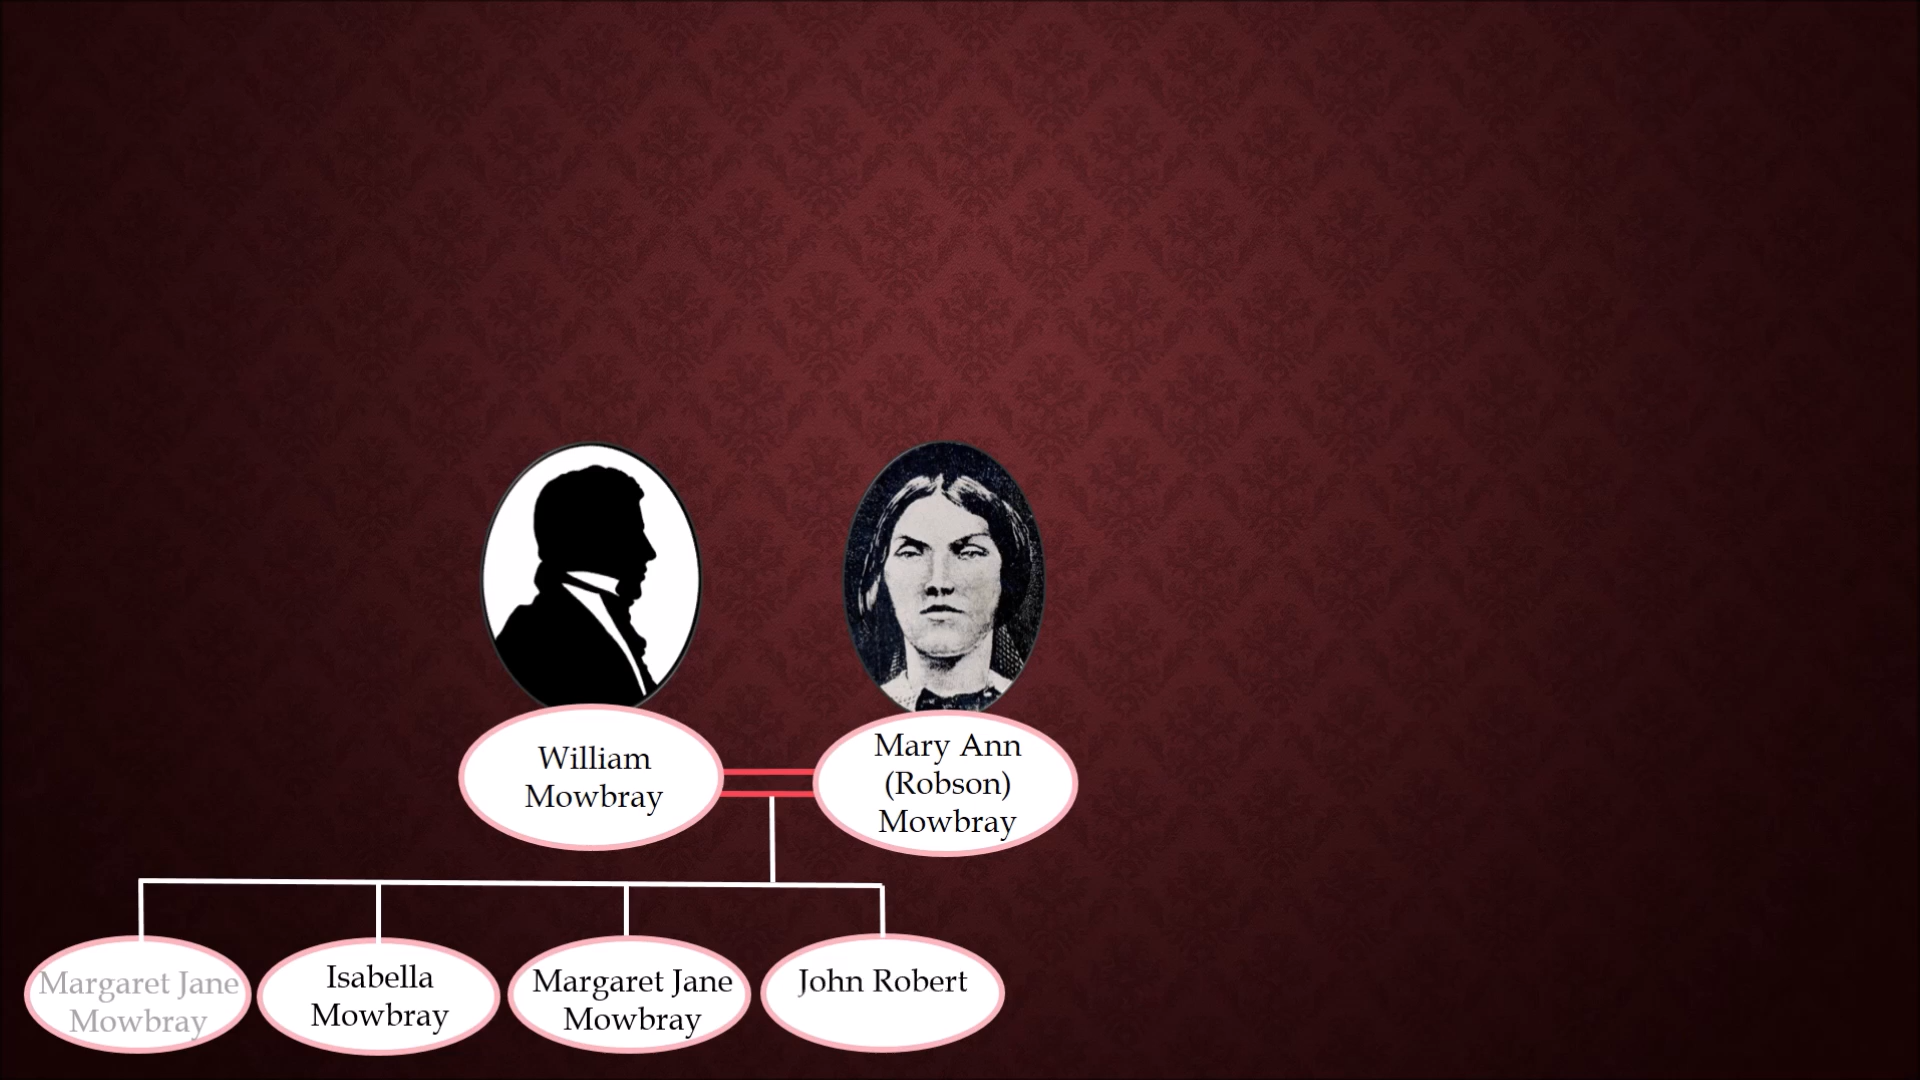 William
Mowbray
Mary Ann
(Robson)
Mowbray
Margaret Jane
Mowbray
Isabella
Mowbray
Margaret Jane
Mowbray
John Robert